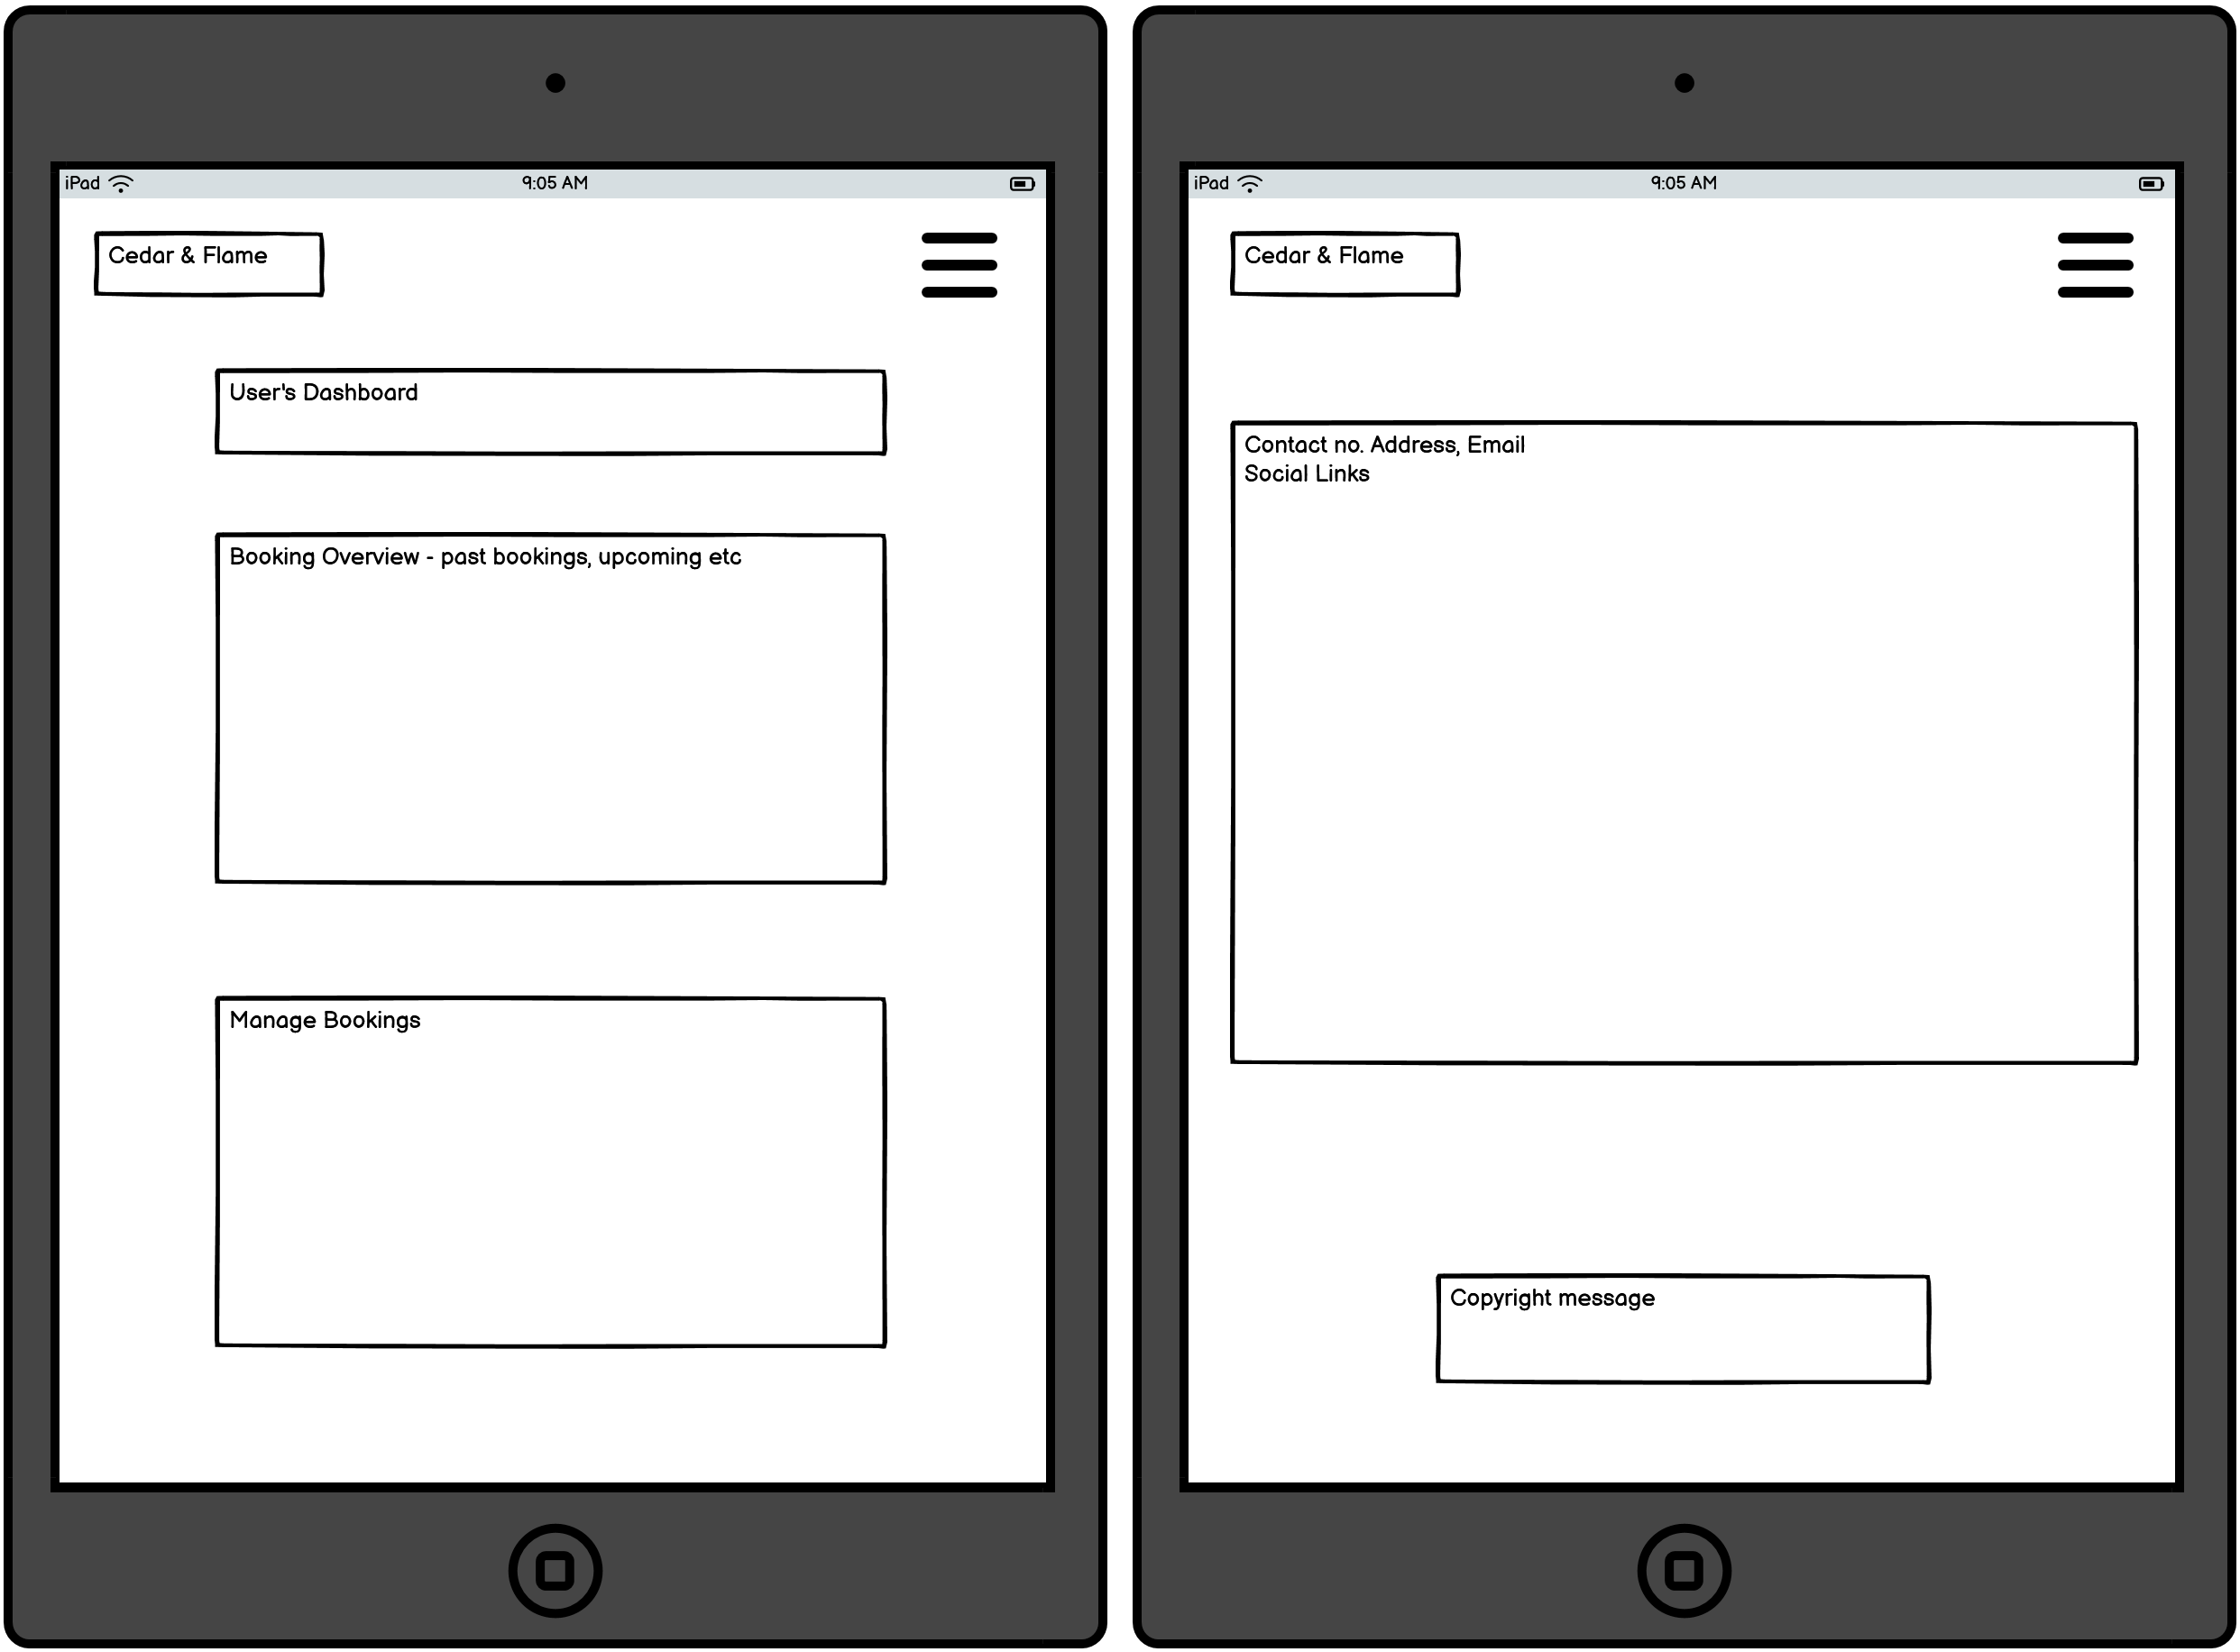 iPad
9:05 AM
Cedar & Flame
User's Dashboard
Booking Overview - past bookings, upcoming etc
Manage Bookings
iPad
9:05 AM
Cedar & Flame
Contact no. Address, Email
Social Links
Copyright message